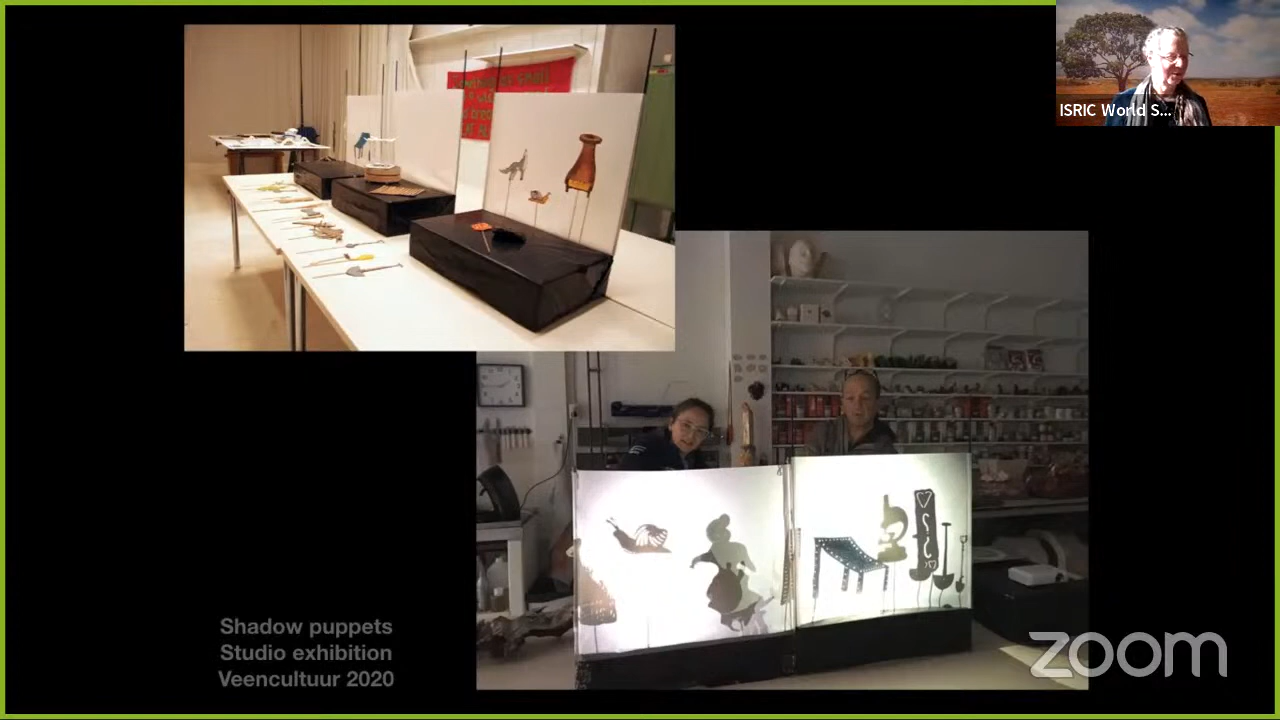 ISRIC World S...
Shadow puppets
Studio exhibition
Veencultuur 2020
zoom